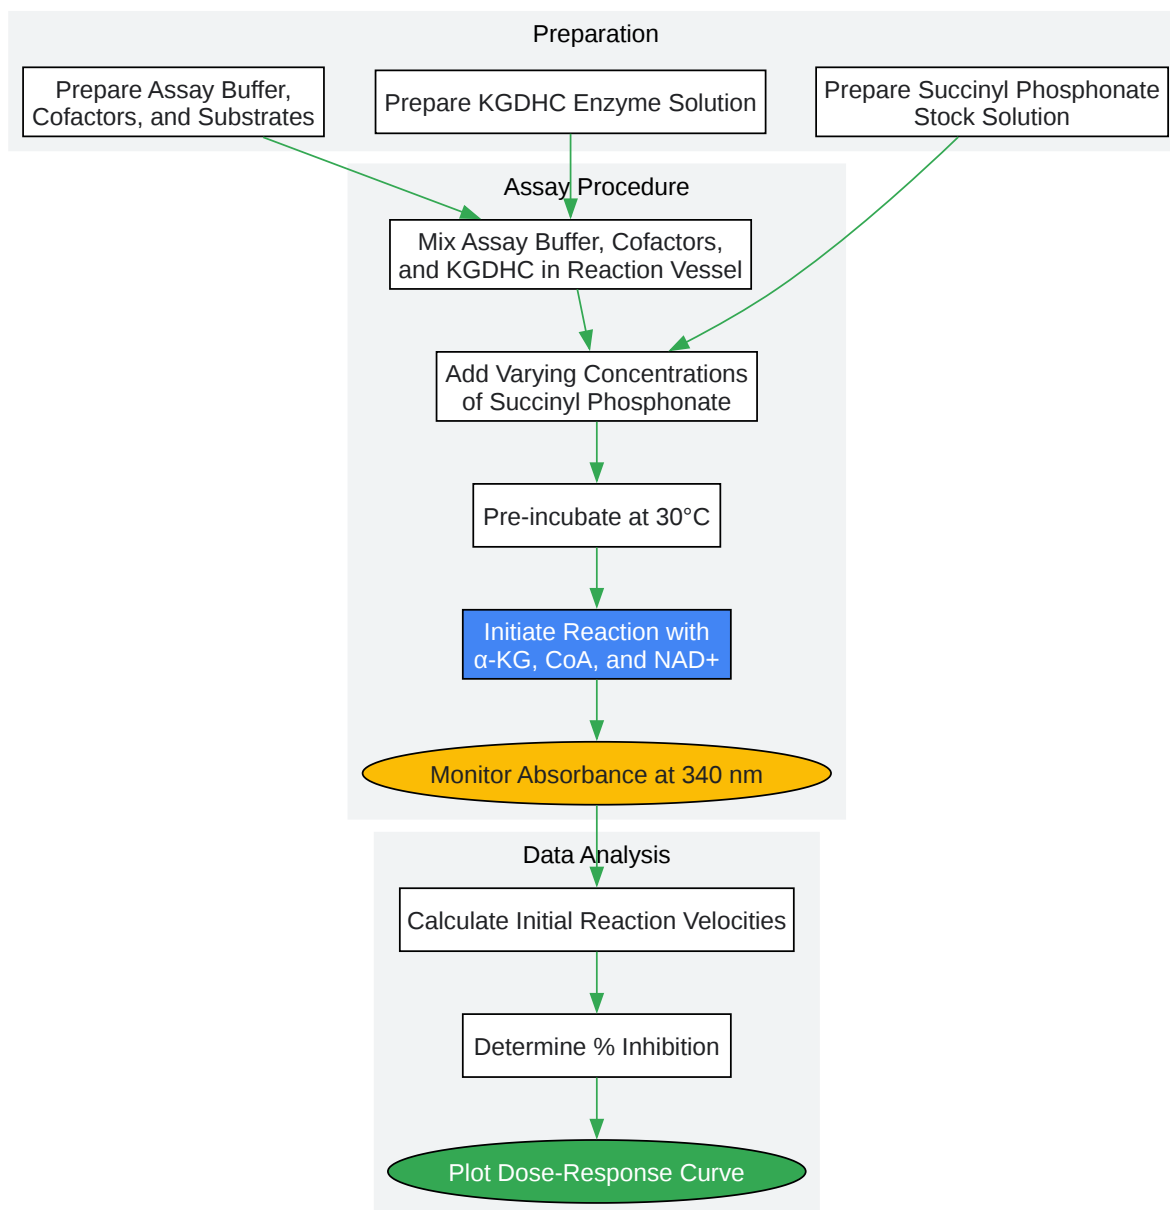 Preparation
Prepare Assay Buffer,
Cofactors, and Substrates
Prepare KGDHC Enzyme Solution
Prepare Succinyl Phosphonate
Stock Solution
Assay Procedure
Mix Assay Buffer, Cofactors,
and KGDHC in Reaction Vessel
Add Varying Concentrations
of Succinyl Phosphonate
Pre-incubate at 30°C
Initiate Reaction with
α-KG, CoA, and NAD+
Monitor Absorbance at 340 nm
Data Analysis
Calculate Initial Reaction Velocities
Determine % Inhibition
Plot Dose-Response Curve